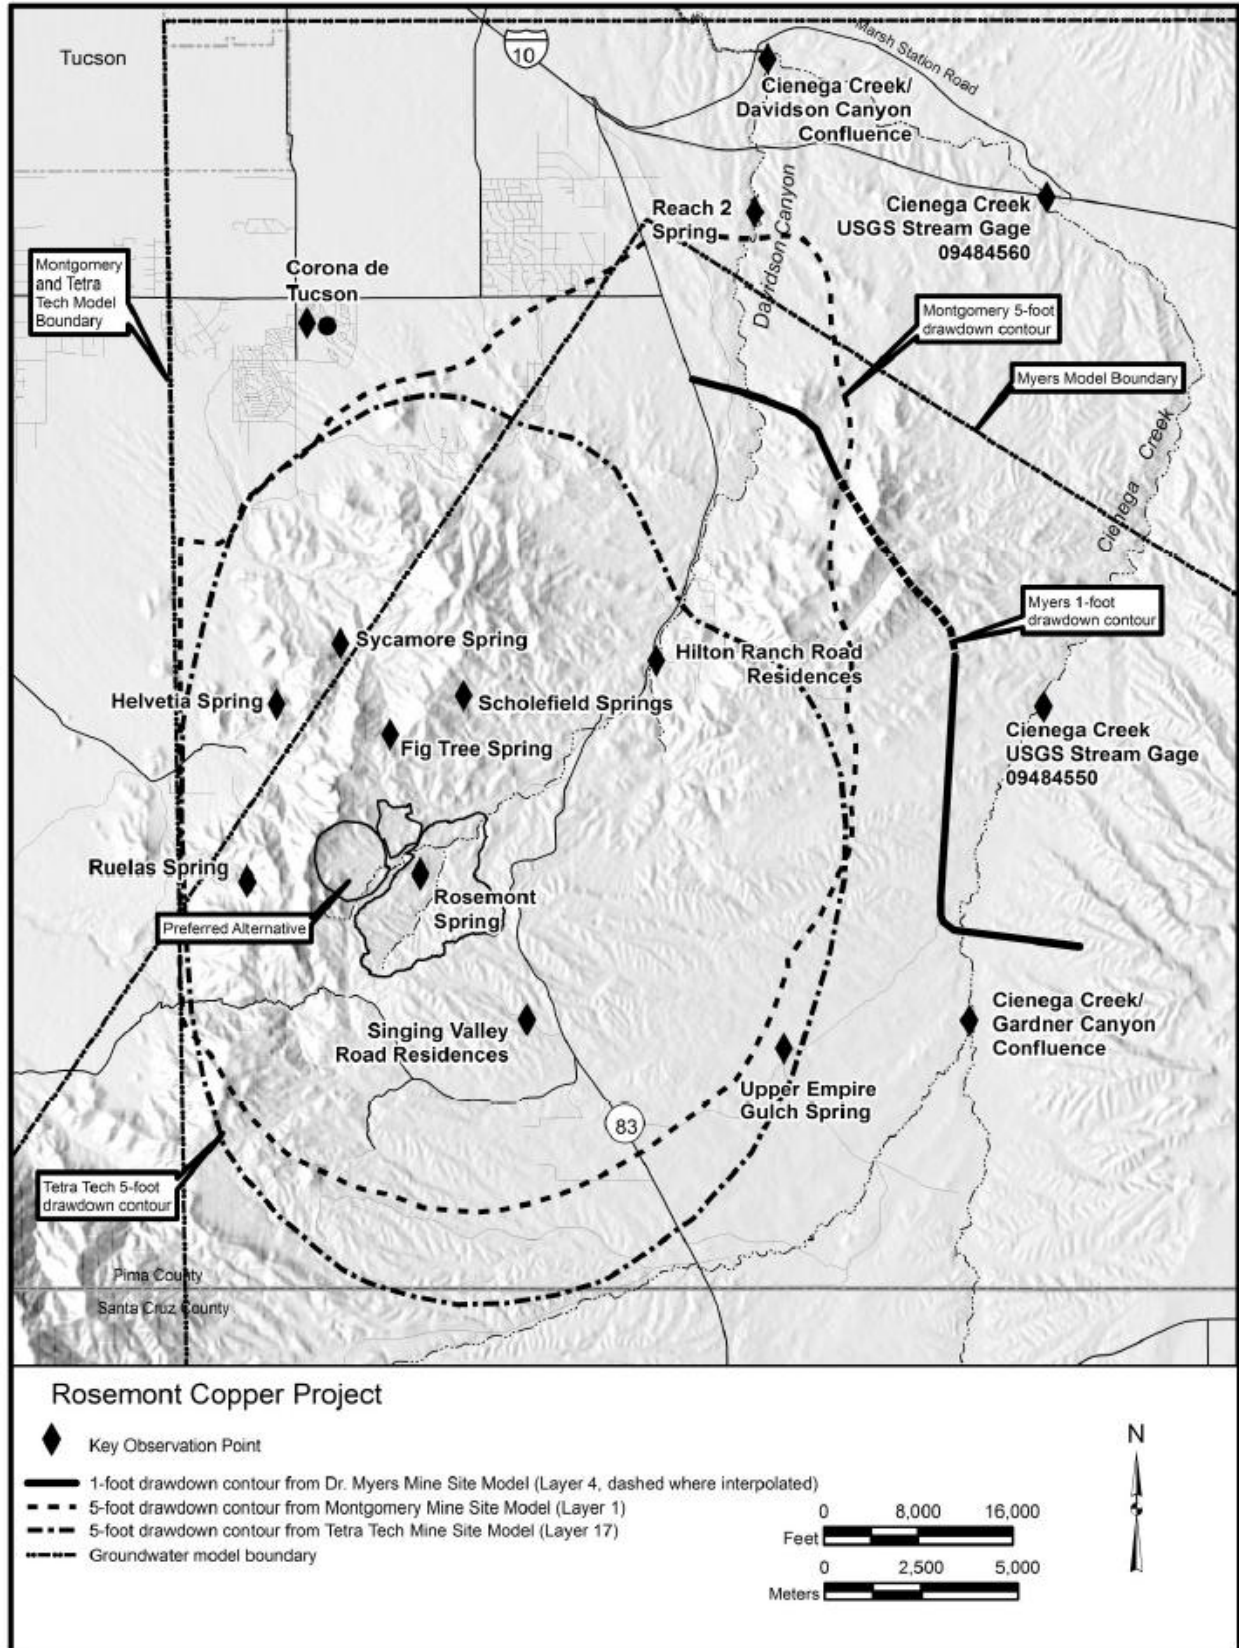 Tucson
10
Marsh Station Road
Cienega Creek/
Davidson Canyon
Confluence
Davidson Canyon
Reach 2
Spring
Cienega Creek
USGS Stream Gage
09484560
Montgomery
and Tetra
Tech Model
Boundary
Corona de
Tucson
Montgomery 5-foot
drawdown contour
Myers Model Boundary
Cienega Creek
Myers 1-foot
drawdown contour
Sycamore Spring
Hilton Ranch Road
Residences
Helvetia Spring
Scholefield Springs
Fig Tree Spring
Cienega Creek
USGS Stream Gage
09484550
Ruelas Spring
Rosemont
Spring
Preferred Alternative
Singing Valley
Road Residences
Cienega Creek/
Gardner Canyon
Confluence
Upper Empire
Gulch Spring
83
Tetra Tech 5-foot
drawdown contour
Pima County
Santa Cruz County
Rosemont Copper Project
Key Observation Point
1-foot drawdown contour from Dr. Myers Mine Site Model (Layer 4, dashed where interpolated)
5-foot drawdown contour from Montgomery Mine Site Model (Layer 1)
5-foot drawdown contour from Tetra Tech Mine Site Model (Layer 17)
Groundwater model boundary
N
0 8,000 16,000
Feet
0 2,500 5,000
Meters